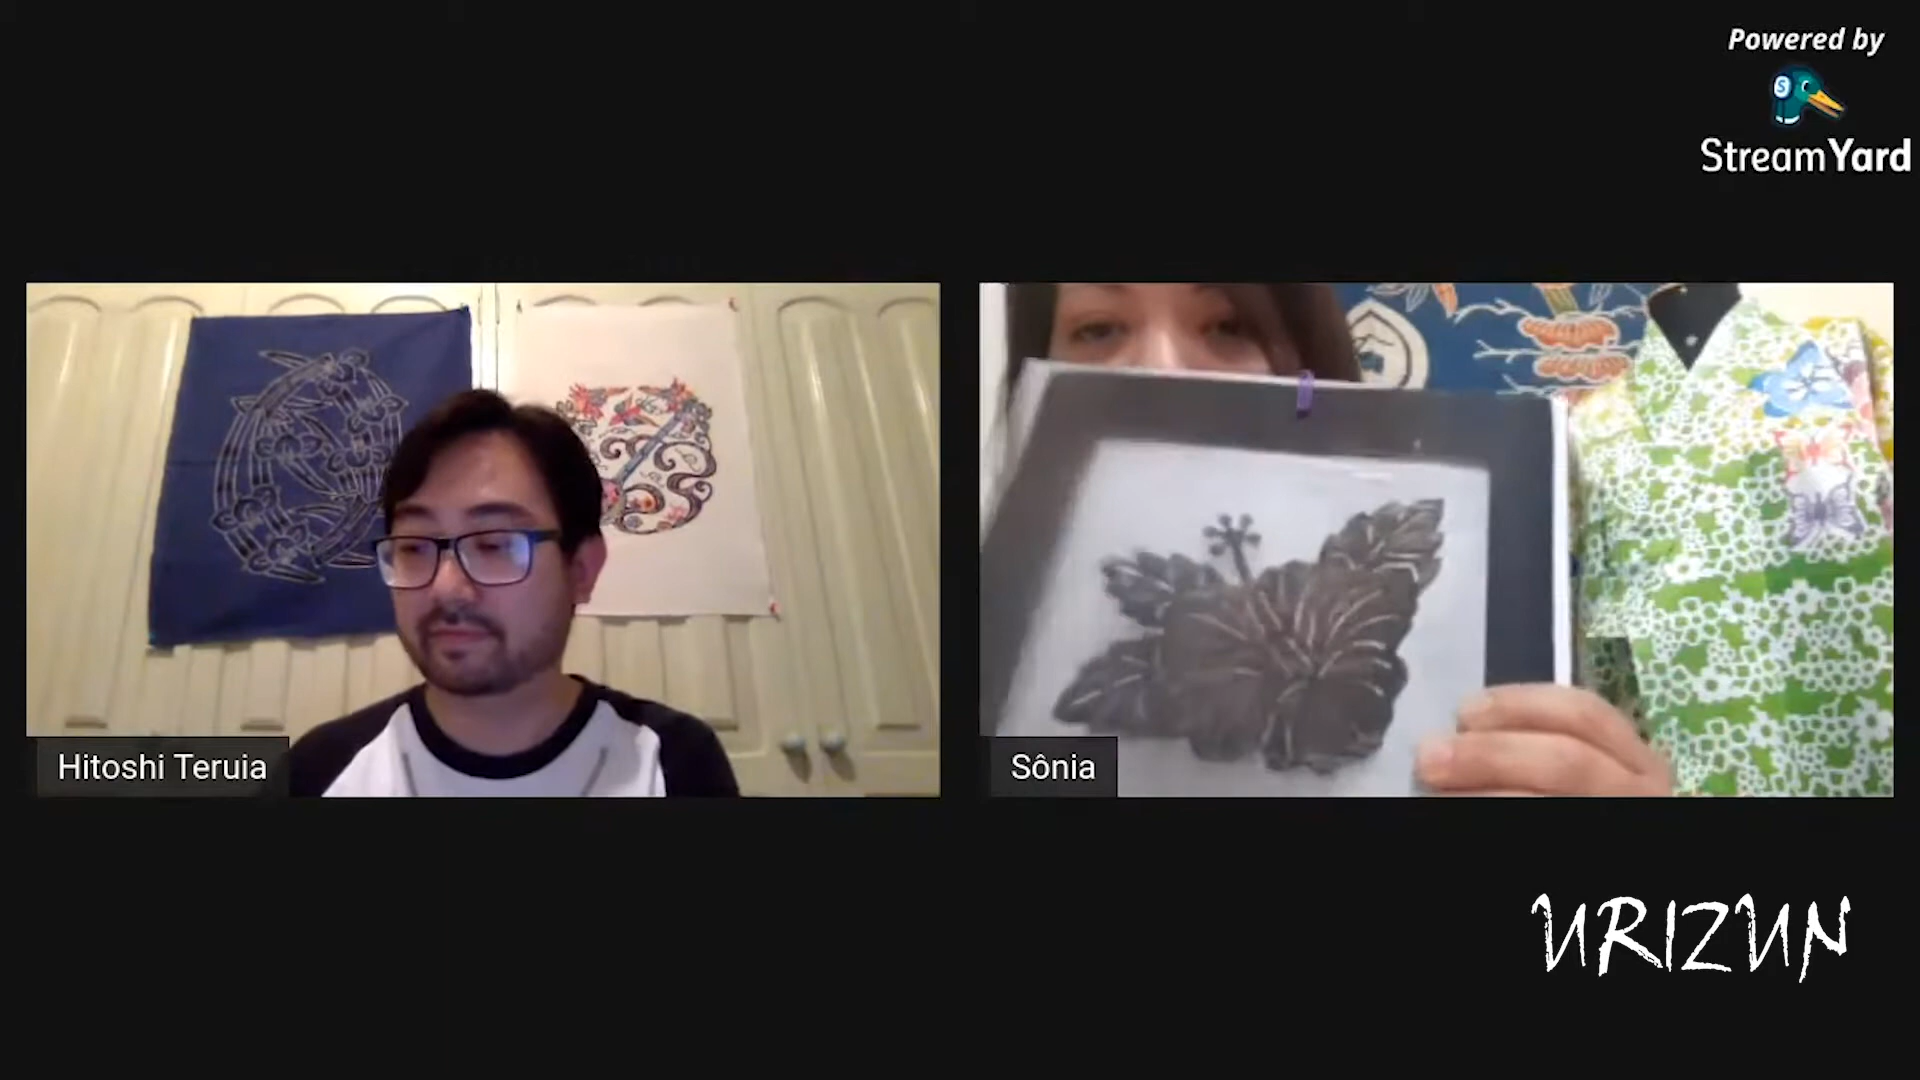 Powered by
S
StreamYard
Hitoshi Teruia
Sônia
URIZUN